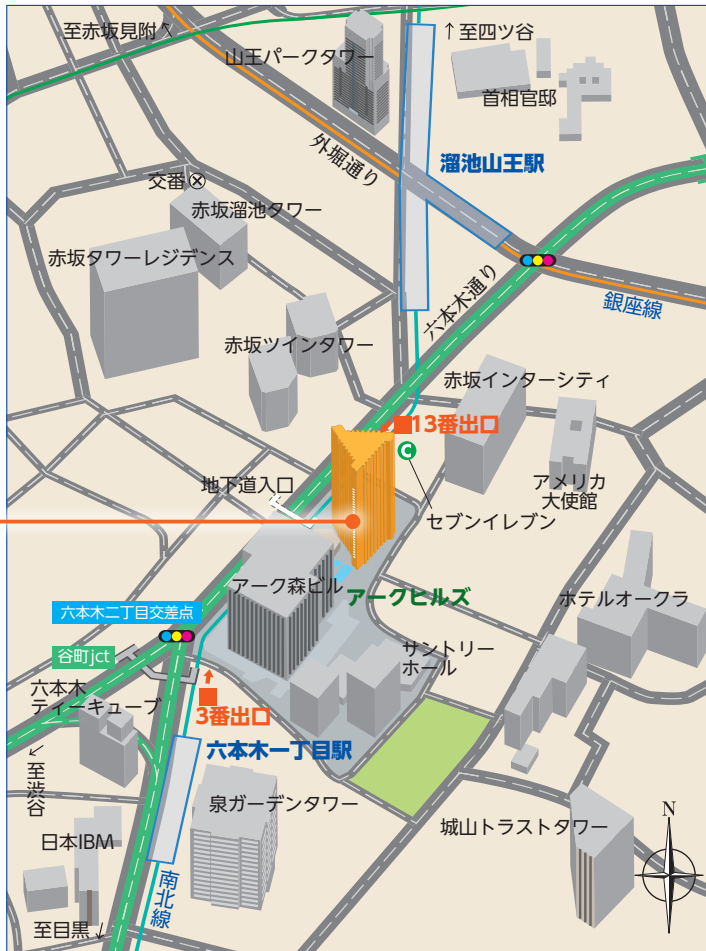 至赤坂見附
↑至四ツ谷
山王パークタワー
首相官邸
外堀通り
溜池山王駅
交番
赤坂溜池タワー
赤坂タワーレジデンス
六本木通り
銀座線
赤坂ツインタワー
赤坂インターシティ
13番出口
C
地下道入口
アメリカ
大使館
セブンイレブン
アーク森ビル
アークヒルズ
ホテルオークラ
六本木二丁目交差点
谷町jct
サントリー
ホール
六本木
ティーキューブ
3番出口
六本木一丁目駅
↙至渋谷
泉ガーデンタワー
N
城山トラストタワー
日本IBM
南北線
至目黒↓